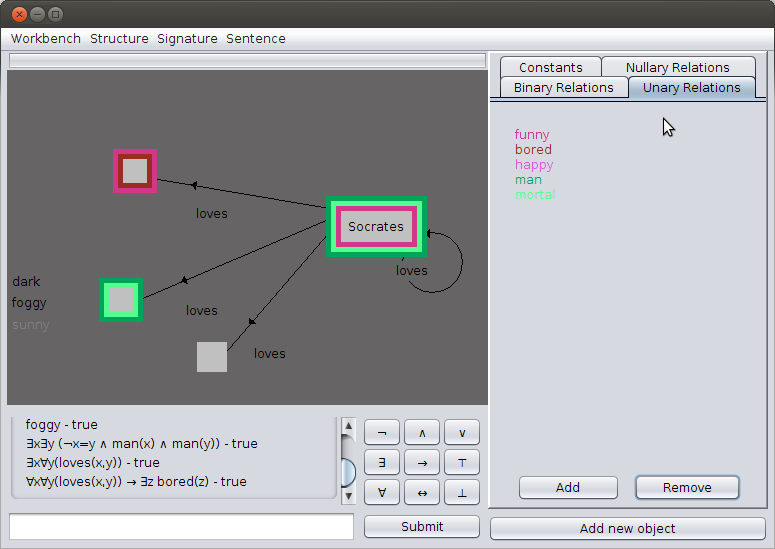 Workbench Structure Signature Sentence
Constants Nullary Relations
Binary Relations Unary Relations
funny
bored
happy
man
mortal
loves
Socrates
loves
dark
foggy
sunny
loves
loves
foggy - true
∃x∃y (¬x=y ∧ man(x) ∧ man(y)) - true
∃x∀y(loves(x,y)) - true
∀x∀y(loves(x,y)) → ∃z bored(z) - true
¬ ∧ ∨
∃ → ⊤
∀ ↔ ⊥
Submit
Add Remove
Add new object